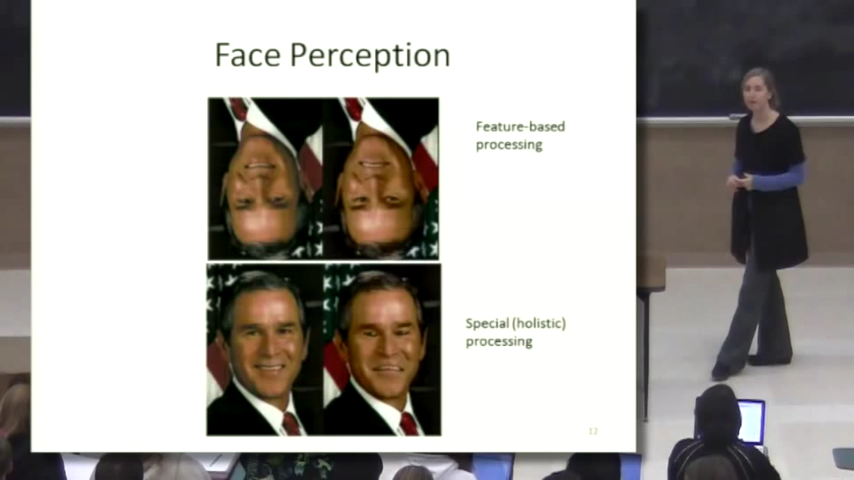 Face Perception
Feature-based
processing
Special (holistic)
processing
12